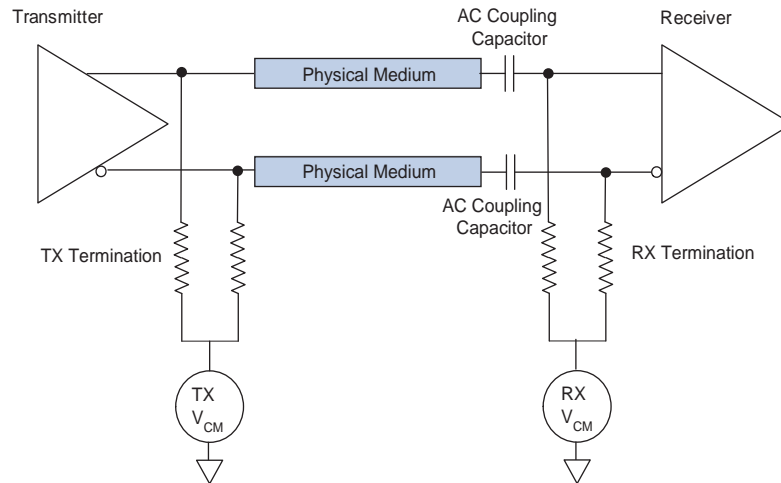 Transmitter
AC Coupling
Capacitor
Receiver
Physical Medium
Physical Medium
AC Coupling
Capacitor
TX Termination
RX Termination
TX
VCM
RX
VCM